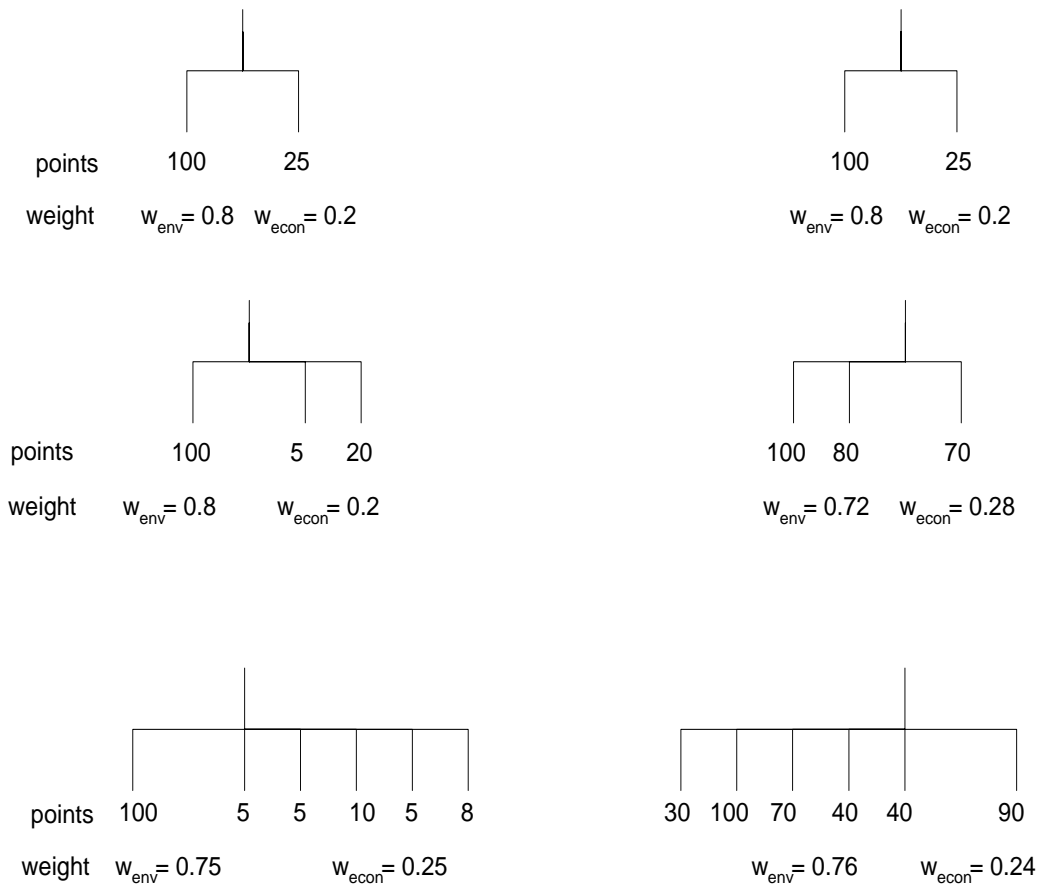 points 100 25 100 25
weight w_env= 0.8 w_econ= 0.2 w_env= 0.8 w_econ= 0.2
points 100 5 20 100 80 70
weight w_env= 0.8 w_econ= 0.2 w_env= 0.72 w_econ= 0.28
points 100 5 5 10 5 8 30 100 70 40 40 90
weight w_env= 0.75 w_econ= 0.25 w_env= 0.76 w_econ= 0.24